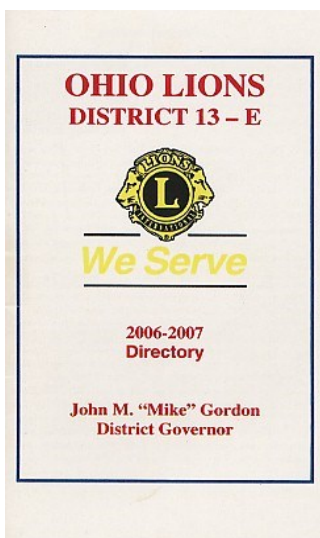 OHIO LIONS
DISTRICT 13 – E
LIONS
L
INTERNATIONAL
We Serve
2006-2007
Directory
John M. “Mike” Gordon
District Governor